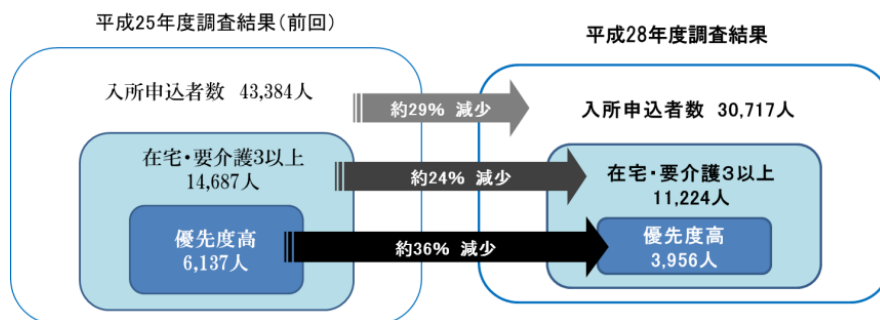 平成25年度調査結果(前回)
入所申込者数 43,384人
在宅・要介護3以上
14,687人
優先度高
6,137人
約29% 減少
約24% 減少
約36% 減少
平成28年度調査結果
入所申込者数 30,717人
在宅・要介護3以上
11,224人
優先度高
3,956人